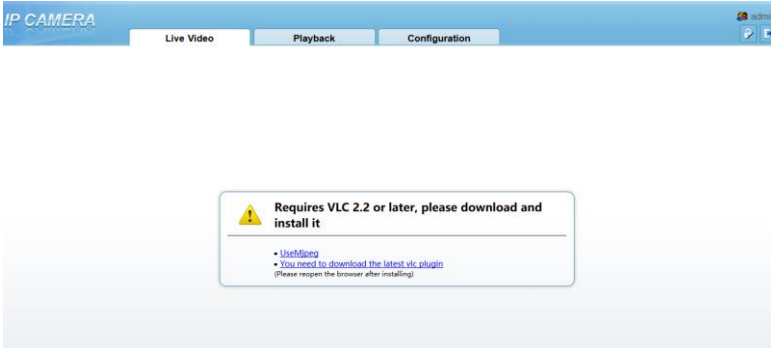 IP CAMERA
admi
Live Video
Playback
Configuration
Requires VLC 2.2 or later, please download and
install it
UseMjpeg
You need to download the latest vlc plugin
(Please reopen the browser after installing)